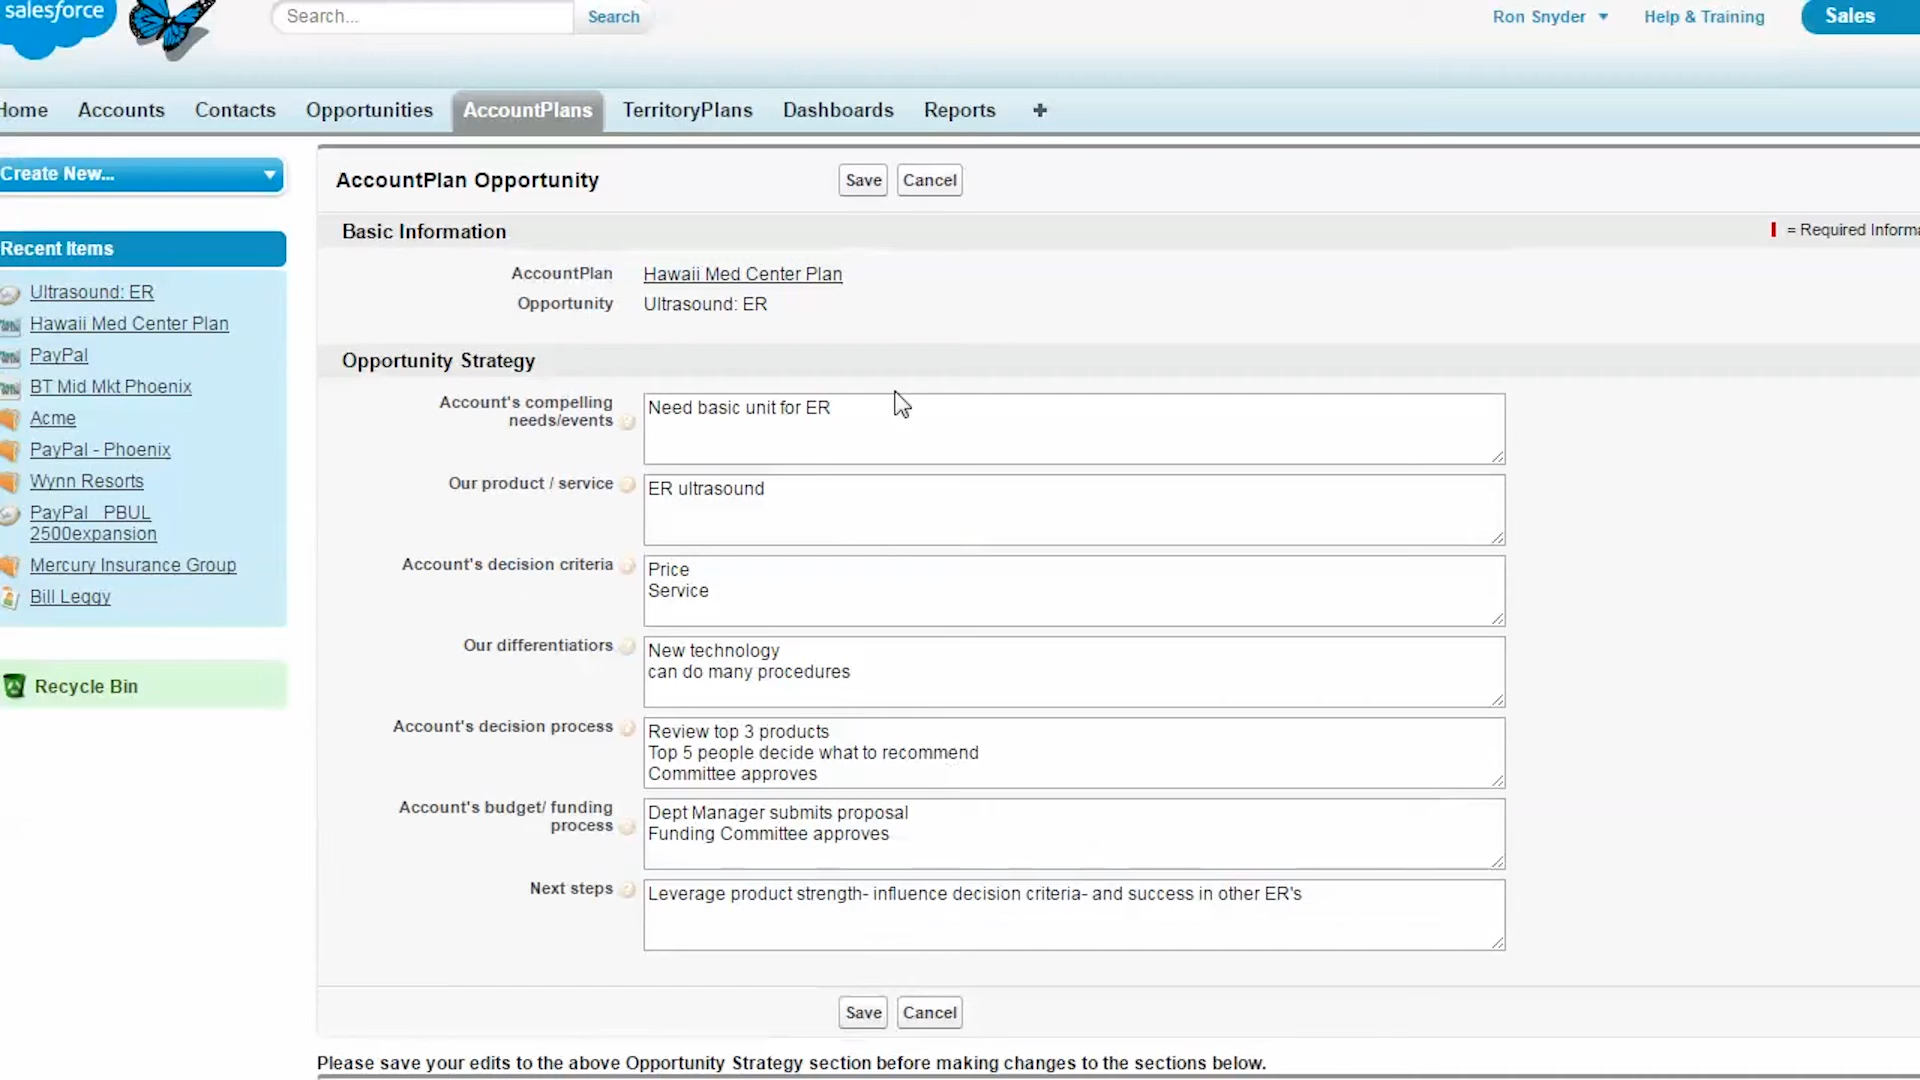 salesforce
Search...
Search
Ron Snyder
Help & Training
Sales
Home
Accounts
Contacts
Opportunities
AccountPlans
TerritoryPlans
Dashboards
Reports
+
Create New...
Recent Items
Ultrasound: ER
Hawaii Med Center Plan
PayPal
BT Mid Mkt Phoenix
Acme
PayPal - Phoenix
Wynn Resorts
PayPal_ PBUL
2500expansion
Mercury Insurance Group
Bill Leggy
Recycle Bin
AccountPlan Opportunity
Save
Cancel
Basic Information
= Required Informa
AccountPlan
Hawaii Med Center Plan
Opportunity
Ultrasound: ER
Opportunity Strategy
Account's compelling
needs/events
Need basic unit for ER
Our product / service
ER ultrasound
Account's decision criteria
Price
Service
Our differentiatiors
New technology
can do many procedures
Account's decision process
Review top 3 products
Top 5 people decide what to recommend
Committee approves
Account's budget/ funding
process
Dept Manager submits proposal
Funding Committee approves
Next steps
Leverage product strength- influence decision criteria- and success in other ER's
Save
Cancel
Please save your edits to the above Opportunity Strategy section before making changes to the sections below.